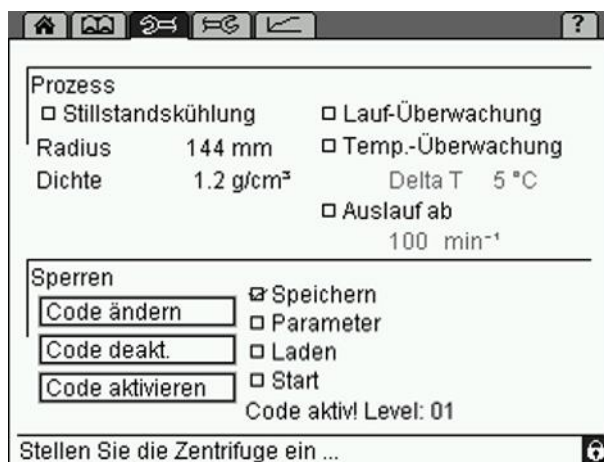 ?
Prozess
Stillstandskühlung
Radius 144 mm
Dichte 1.2 g/cm³
Lauf-Überwachung
Temp.-Überwachung
Delta T 5 °C
Auslauf ab
100 min⁻¹
Sperren
Code ändern
Code deakt.
Code aktivieren
Speichern
Parameter
Laden
Start
Code aktiv! Level: 01
Stellen Sie die Zentrifuge ein ...